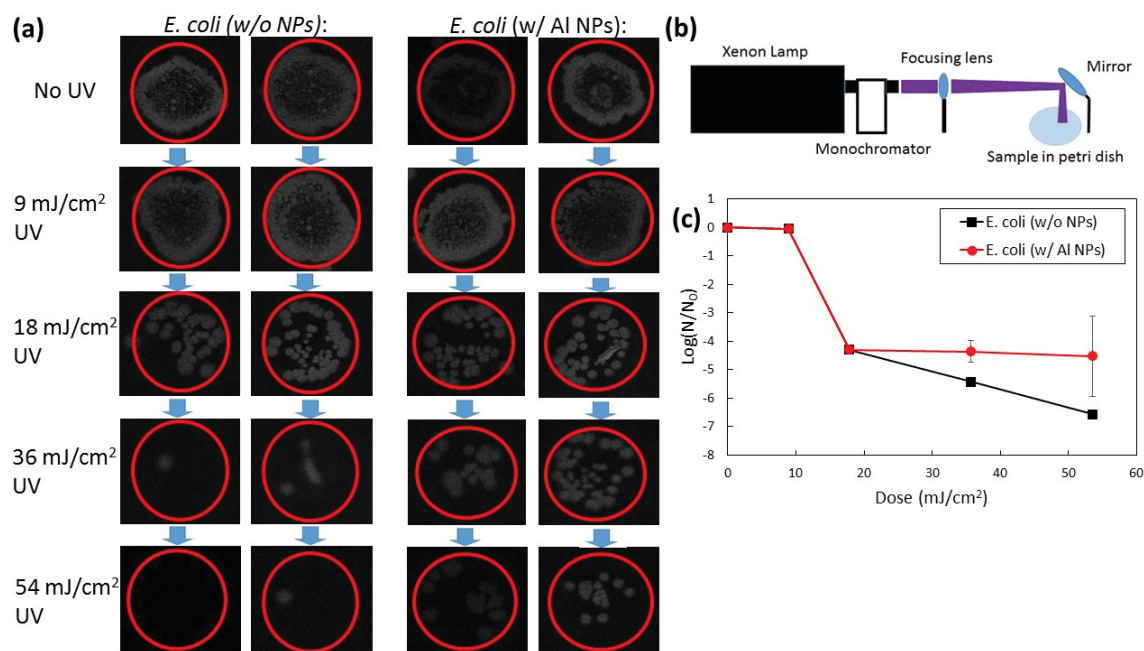 (a)
E. coli (w/o NPs):
E. coli (w/ Al NPs):
No UV
9 mJ/cm²
UV
18 mJ/cm²
UV
36 mJ/cm²
UV
54 mJ/cm²
UV
(b)
Xenon Lamp
Focusing lens
Mirror
Monochromator
Sample in petri dish
(c)
E. coli (w/o NPs)
E. coli (w/ Al NPs)
Log(N/N₀)
1
0
-1
-2
-3
-4
-5
-6
-7
-8
0
10
20
30
40
50
60
Dose (mJ/cm²)